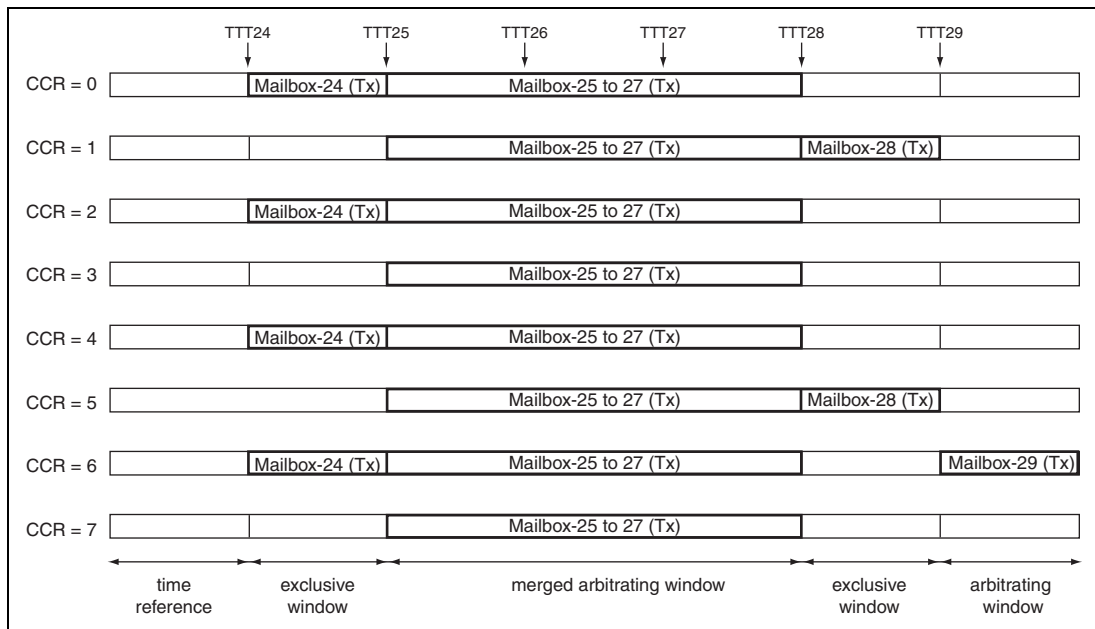 TTT24 TTT25 TTT26 TTT27 TTT28 TTT29
CCR = 0 Mailbox-24 (Tx) Mailbox-25 to 27 (Tx)
CCR = 1 Mailbox-25 to 27 (Tx) Mailbox-28 (Tx)
CCR = 2 Mailbox-24 (Tx) Mailbox-25 to 27 (Tx)
CCR = 3 Mailbox-25 to 27 (Tx)
CCR = 4 Mailbox-24 (Tx) Mailbox-25 to 27 (Tx)
CCR = 5 Mailbox-25 to 27 (Tx) Mailbox-28 (Tx)
CCR = 6 Mailbox-24 (Tx) Mailbox-25 to 27 (Tx) Mailbox-29 (Tx)
CCR = 7 Mailbox-25 to 27 (Tx)
time exclusive merged arbitrating window exclusive arbitrating
reference window window window